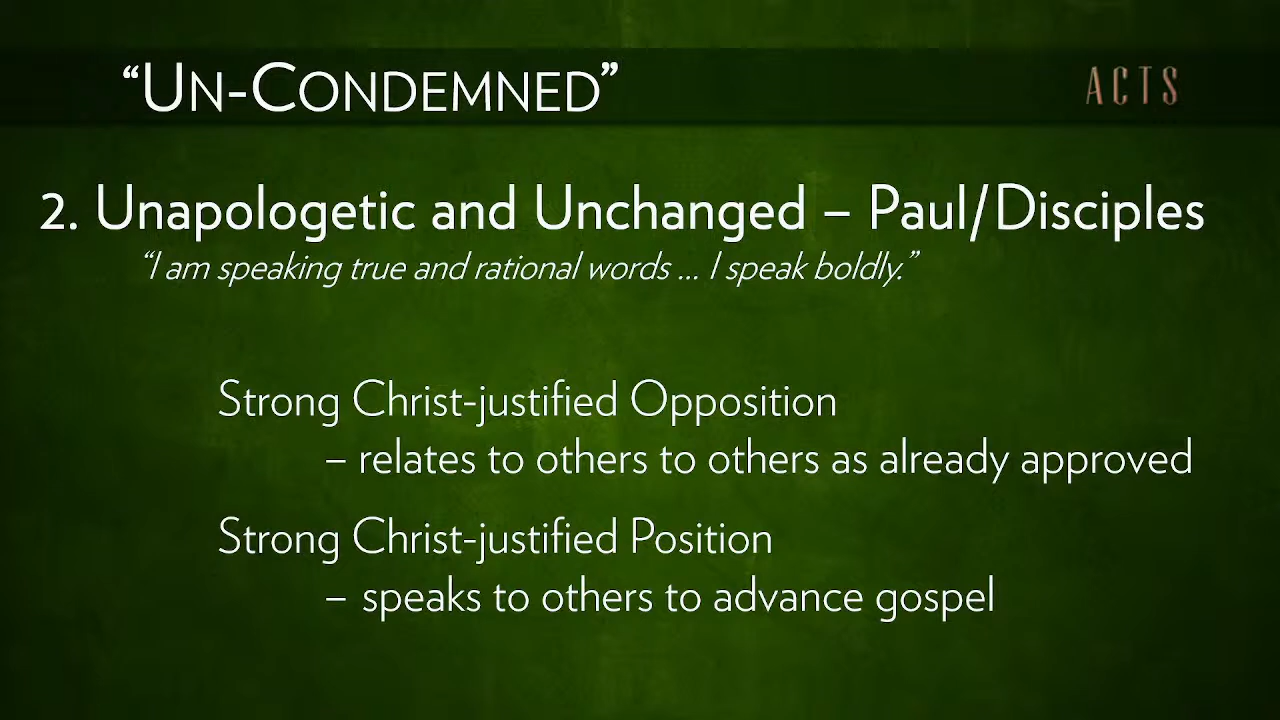 “Un-Condemned”
ACTS
2. Unapologetic and Unchanged – Paul/Disciples
“I am speaking true and rational words ... I speak boldly.”
Strong Christ-justified Opposition
– relates to others to others as already approved
Strong Christ-justified Position
– speaks to others to advance gospel